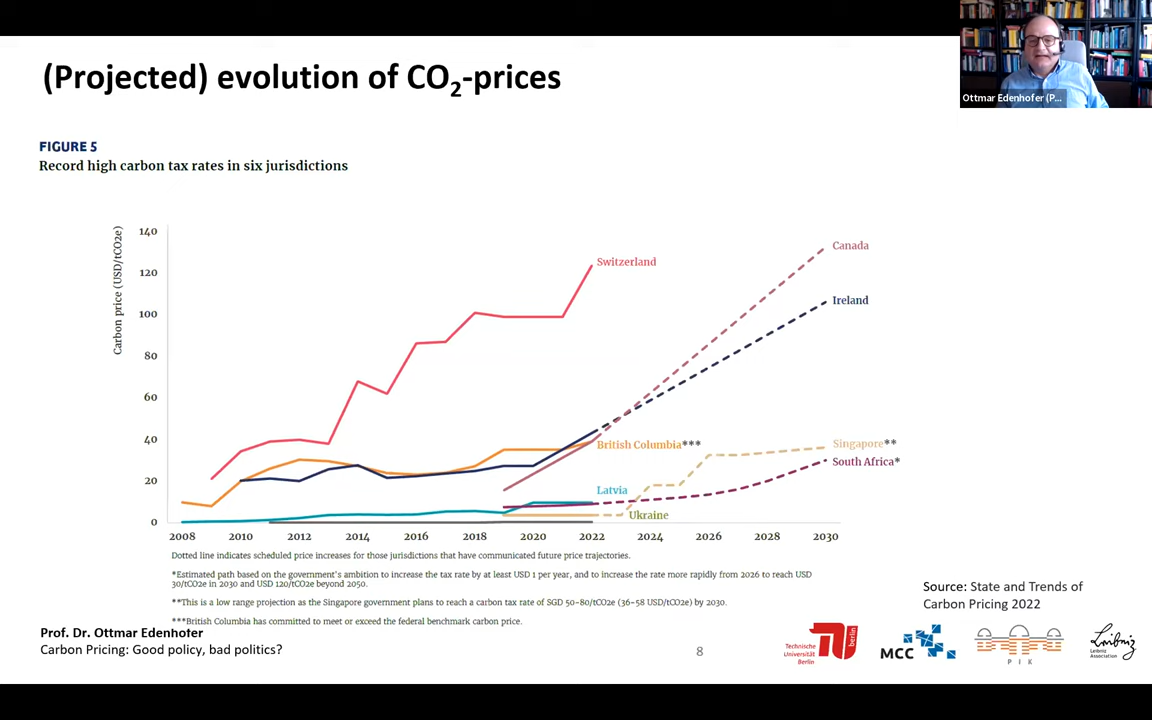 (Projected) evolution of CO2-prices
Ottmar Edenhofer (P...
FIGURE 5
Record high carbon tax rates in six jurisdictions
Carbon price (USD/tCO2e)
140
120
100
80
60
40
20
0
2008 2010 2012 2014 2016 2018 2020 2022 2024 2026 2028 2030
Switzerland
Canada
Ireland
British Columbia***
Singapore**
South Africa*
Latvia
Ukraine
Dotted line indicates scheduled price increases for those jurisdictions that have communicated future price trajectories.
*Estimated path based on the government's ambition to increase the tax rate by at least USD 1 per year, and to increase the rate more rapidly from 2026 to reach USD
30/tCO2e in 2030 and USD 120/tCO2e beyond 2050.
**This is a low range projection as the Singapore government plans to reach a carbon tax rate of SGD 50-80/tCO2e (36-58 USD/tCO2e) by 2030.
***British Columbia has committed to meet or exceed the federal benchmark carbon price.
Source: State and Trends of
Carbon Pricing 2022
Prof. Dr. Ottmar Edenhofer
Carbon Pricing: Good policy, bad politics?
8
Technische
Universität
Berlin
berlin
MCC
P I K
Leibniz
Leibniz
Association